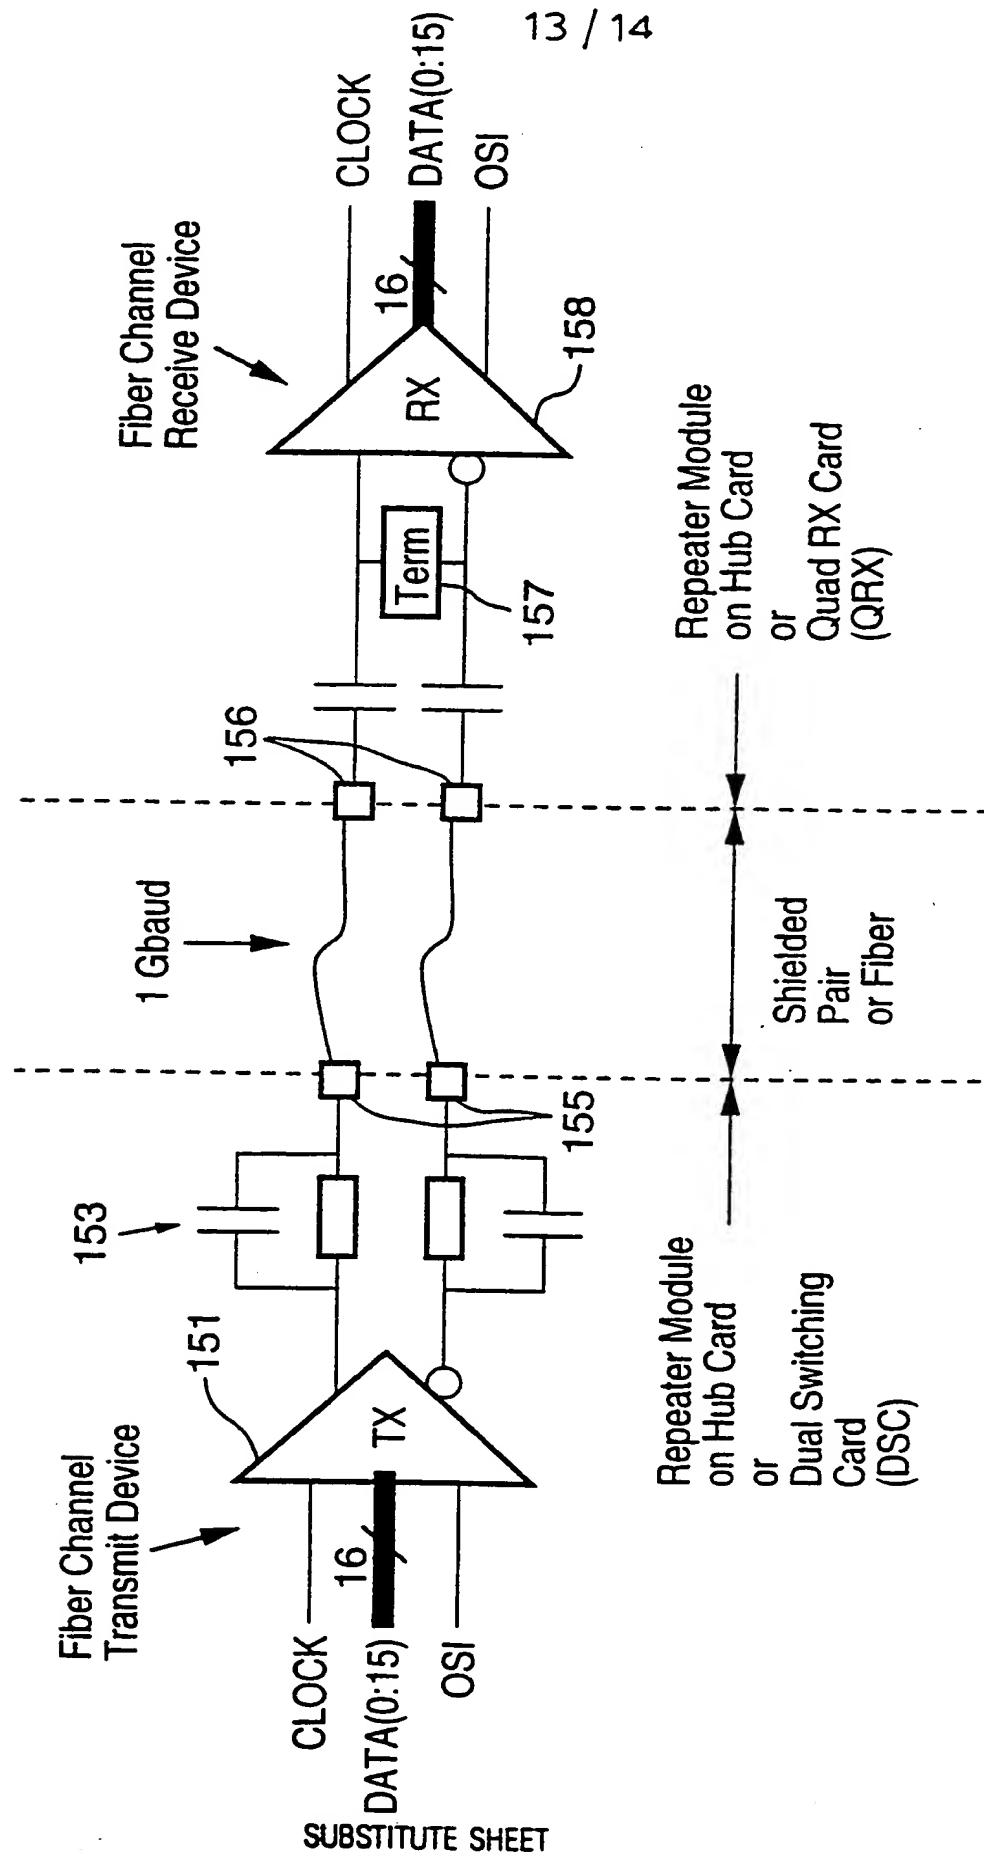 13 / 14
Fiber Channel
Transmit Device
151
153
1 Gbaud
156
Fiber Channel
Receive Device
CLOCK
DATA(0:15)
OSI
16
TX
155
Term
157
RX
158
16
CLOCK
DATA(0:15)
OSI
Repeater Module
on Hub Card
or
Dual Switching
Card
(DSC)
Shielded
Pair
or Fiber
Repeater Module
on Hub Card
or
Quad RX Card
(QRX)
SUBSTITUTE SHEET